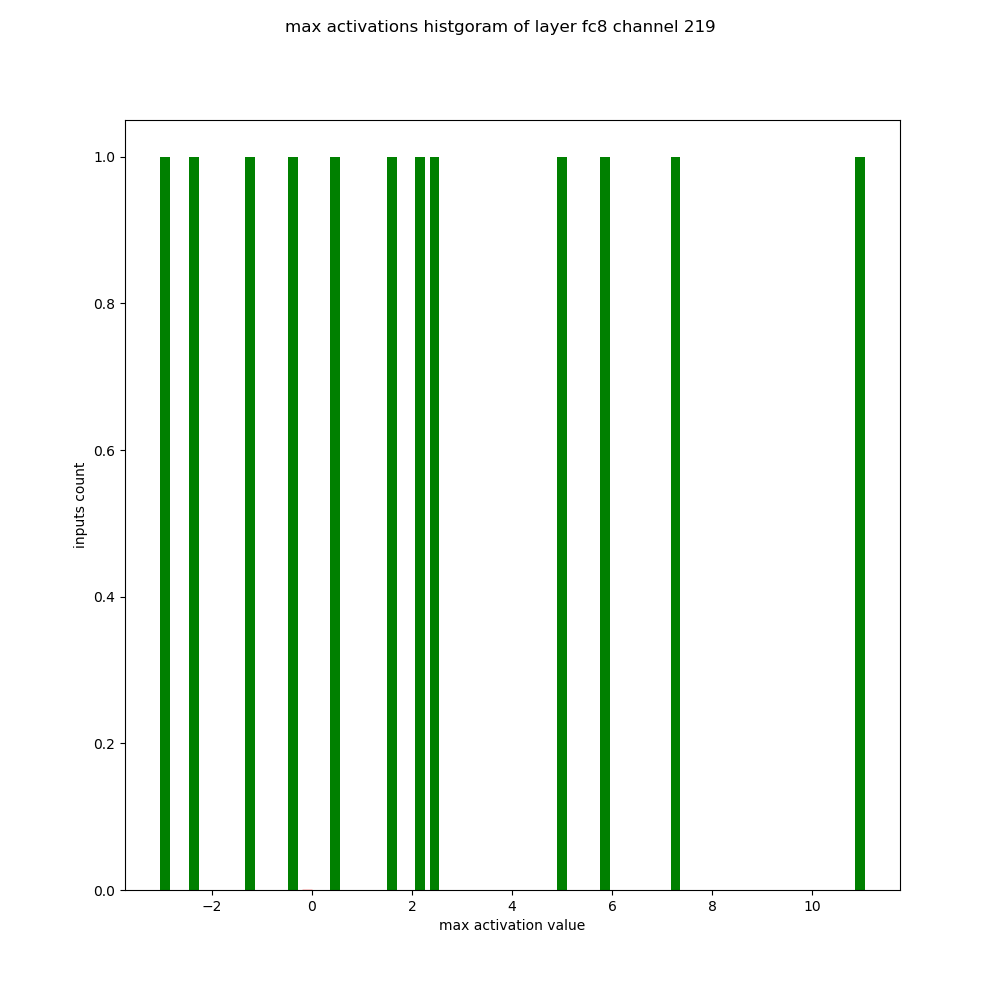 max activations histgoram of layer fc8 channel 219
1.0
0.8
0.6
0.4
0.2
0.0
inputs count
−2 0 2 4 6 8 10
max activation value